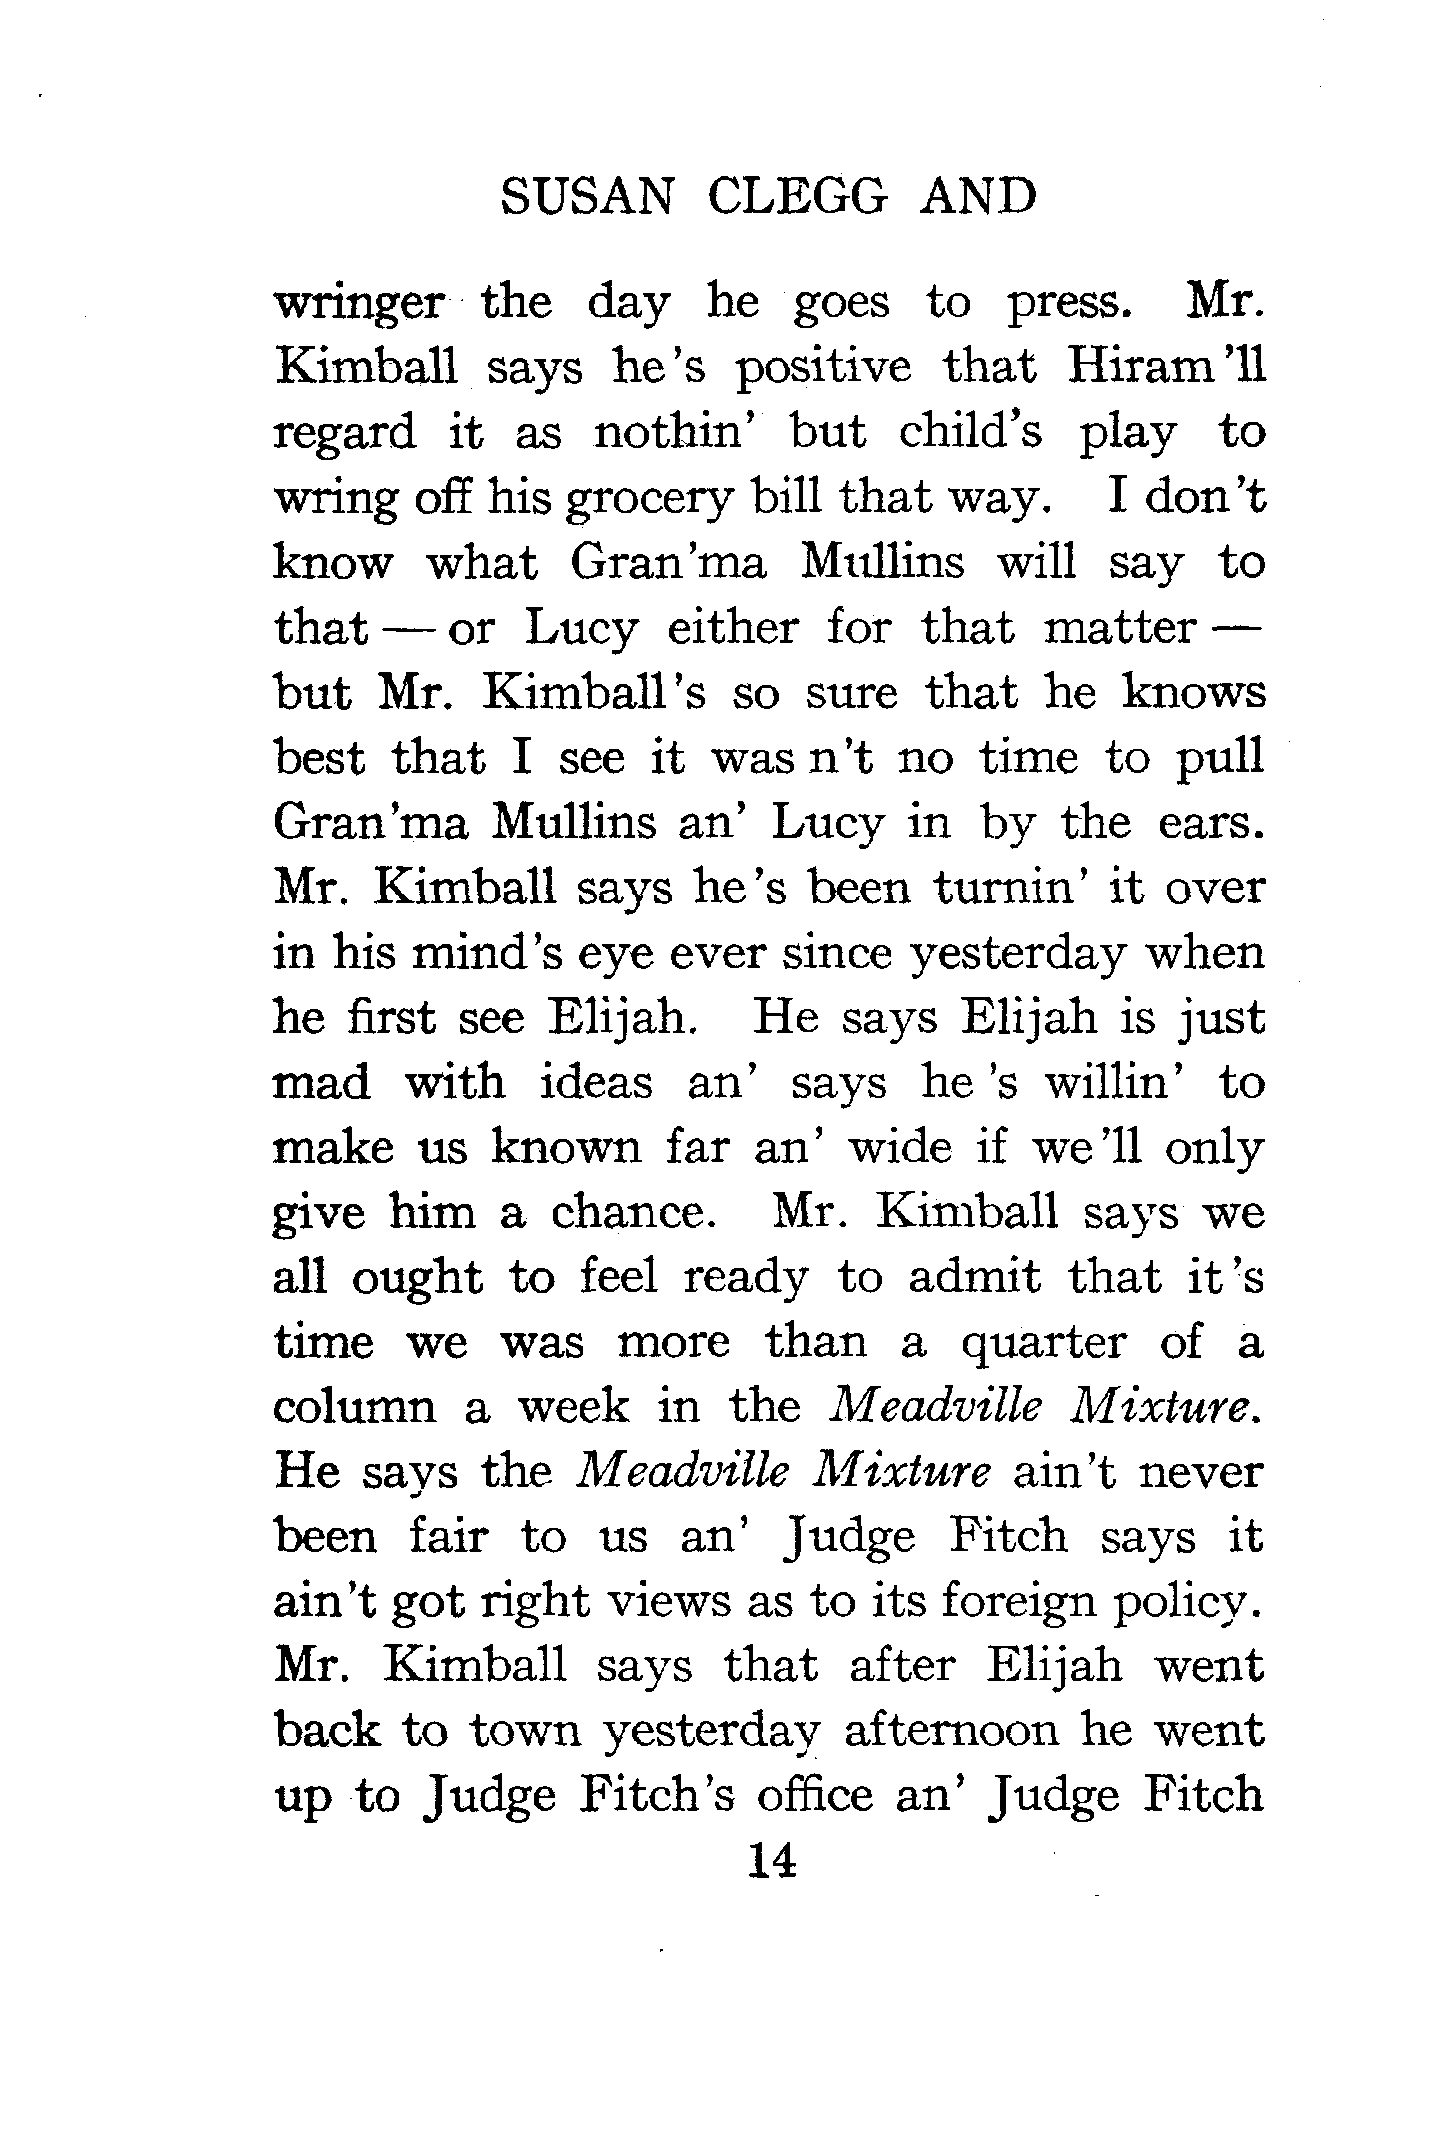 SUSAN CLEGG AND
wringer the day he goes to press. Mr.
Kimball says he's positive that Hiram'll
regard it as nothin' but child's play to
wring off his grocery bill that way. I don't
know what Gran'ma Mullins will say to
that — or Lucy either for that matter —
but Mr. Kimball's so sure that he knows
best that I see it was n't no time to pull
Gran'ma Mullins an' Lucy in by the ears.
Mr. Kimball says he's been turnin' it over
in his mind's eye ever since yesterday when
he first see Elijah. He says Elijah is just
mad with ideas an' says he 's willin' to
make us known far an' wide if we'll only
give him a chance. Mr. Kimball says we
all ought to feel ready to admit that it's
time we was more than a quarter of a
column a week in the Meadville Mixture.
He says the Meadville Mixture ain't never
been fair to us an' Judge Fitch says it
ain't got right views as to its foreign policy.
Mr. Kimball says that after Elijah went
back to town yesterday afternoon he went
up to Judge Fitch's office an' Judge Fitch
14